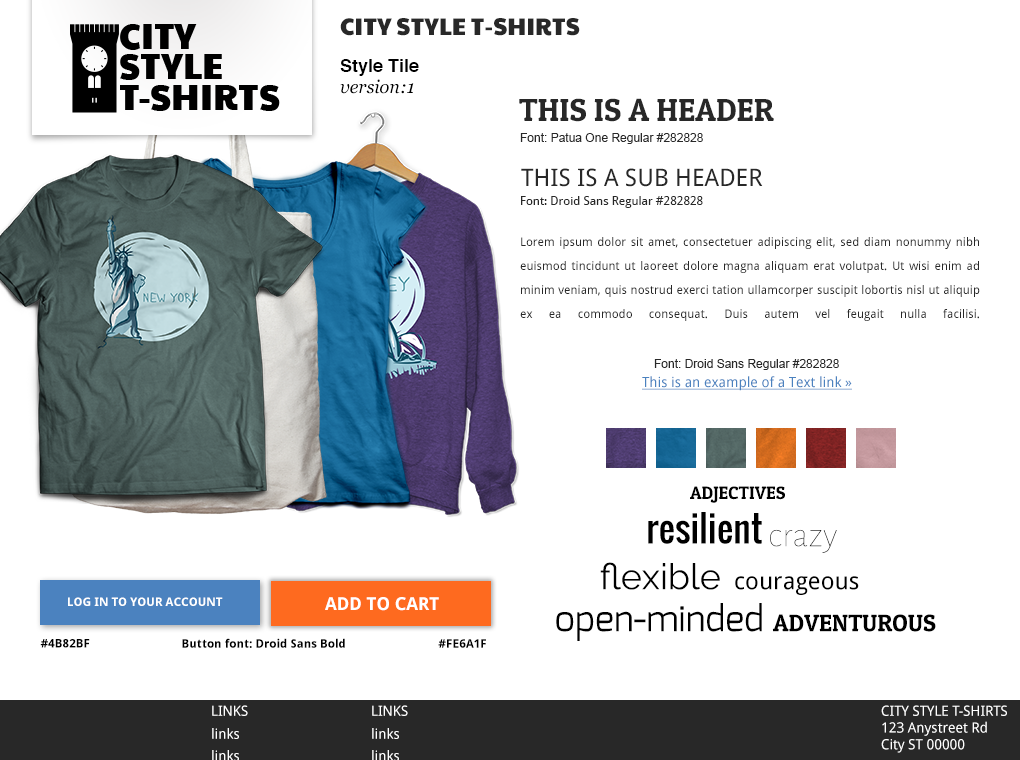 CITY
STYLE
T-SHIRTS
CITY STYLE T-SHIRTS
Style Tile
version:1
NEW YORK
EY
THIS IS A HEADER
Font: Patua One Regular #282828
THIS IS A SUB HEADER
Font: Droid Sans Regular #282828
Lorem ipsum dolor sit amet, consectetuer adipiscing elit, sed diam nonummy nibh
euismod tincidunt ut laoreet dolore magna aliquam erat volutpat. Ut wisi enim ad
minim veniam, quis nostrud exerci tation ullamcorper suscipit lobortis nisl ut aliquip
ex ea commodo consequat. Duis autem vel feugait nulla facilisi.
Font: Droid Sans Regular #282828
This is an example of a Text link »
ADJECTIVES
resilient crazy
flexible courageous
open-minded ADVENTUROUS
LOG IN TO YOUR ACCOUNT
ADD TO CART
#4B82BF Button font: Droid Sans Bold #FE6A1F
LINKS
links
links
LINKS
links
links
CITY STYLE T-SHIRTS
123 Anystreet Rd
City ST 00000